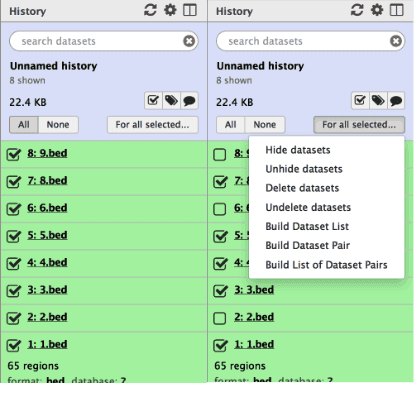 History
search datasets
Unnamed history
8 shown
22.4 KB
All None For all selected...
8: 9.bed
7: 8.bed
6: 6.bed
5: 5.bed
4: 4.bed
3: 3.bed
2: 2.bed
1: 1.bed
65 regions
format: bed, database: ?
History
search datasets
Unnamed history
8 shown
22.4 KB
All None For all selected...
Hide datasets
Unhide datasets
Delete datasets
Undelete datasets
Build Dataset List
Build Dataset Pair
Build List of Dataset Pairs
8: 
7: 
6: 
5: 
4: 
3: 3.bed
2: 2.bed
1: 1.bed
65 regions
format: bed, database: ?